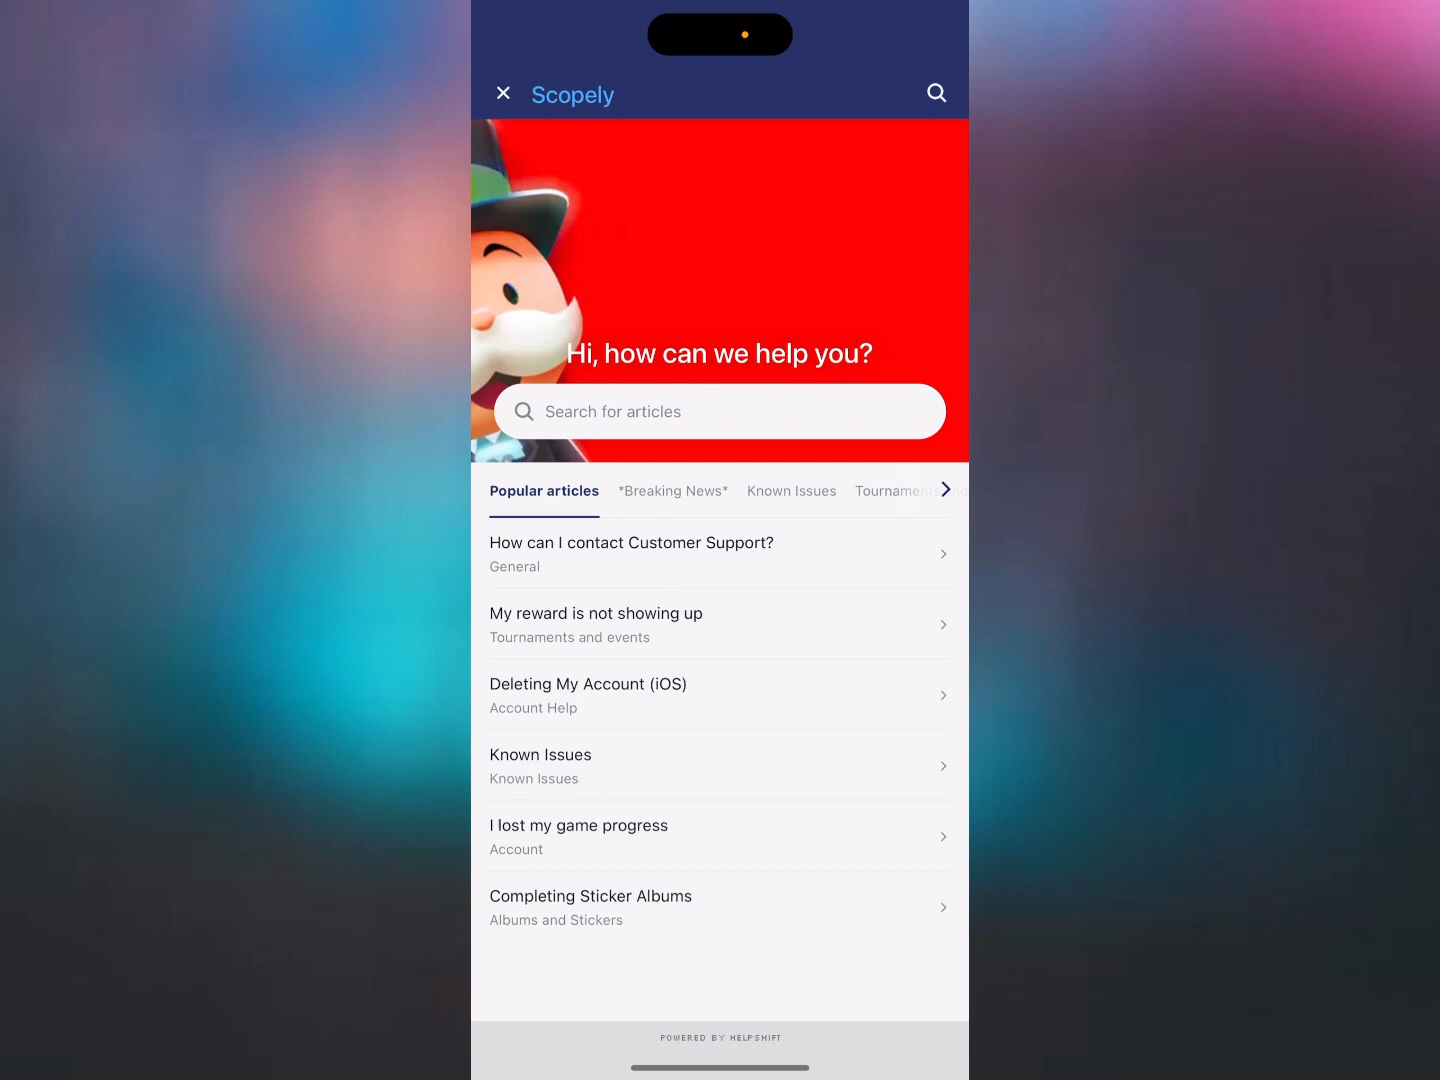 Scopely
Hi, how can we help you?
Search for articles
Popular articles *Breaking News* Known Issues Tournaments and
How can I contact Customer Support?
General
My reward is not showing up
Tournaments and events
Deleting My Account (iOS)
Account Help
Known Issues
Known Issues
I lost my game progress
Account
Completing Sticker Albums
Albums and Stickers
POWERED BY HELPSHIFT